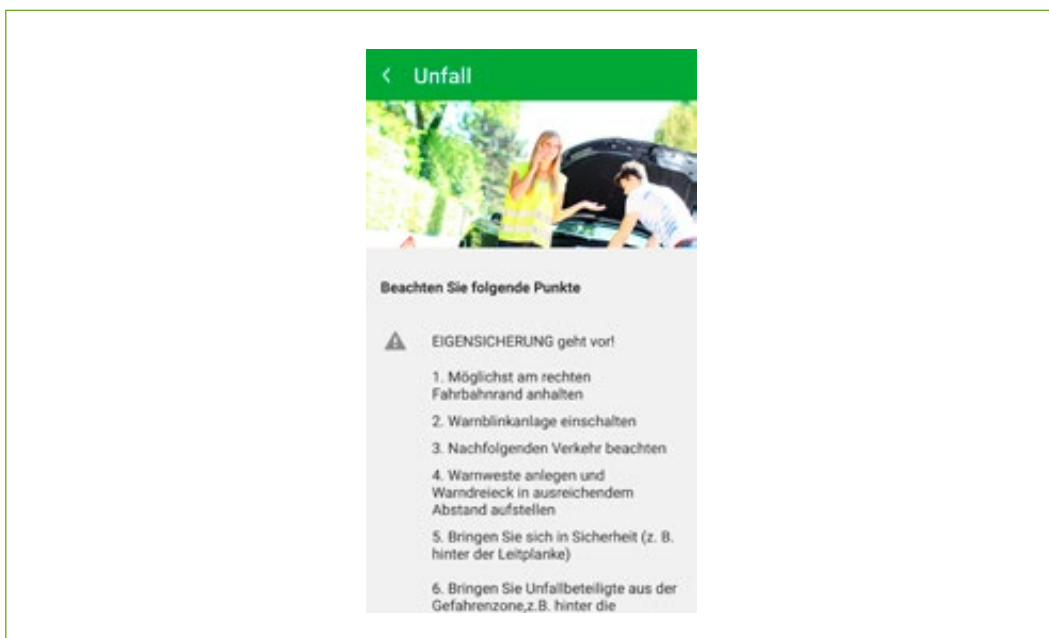 Unfall
Beachten Sie folgende Punkte
EIGENSICHERUNG geht vor!
1. Möglichst am rechten
Fahrbahnrand anhalten
2. Warnblinkanlage einschalten
3. Nachfolgenden Verkehr beachten
4. Warnweste anlegen und
Warndreieck in ausreichendem
Abstand aufstellen
5. Bringen Sie sich in Sicherheit (z. B.
hinter der Leitplanke)
6. Bringen Sie Unfallbeteiligte aus der
Gefahrenzone,z.B. hinter die